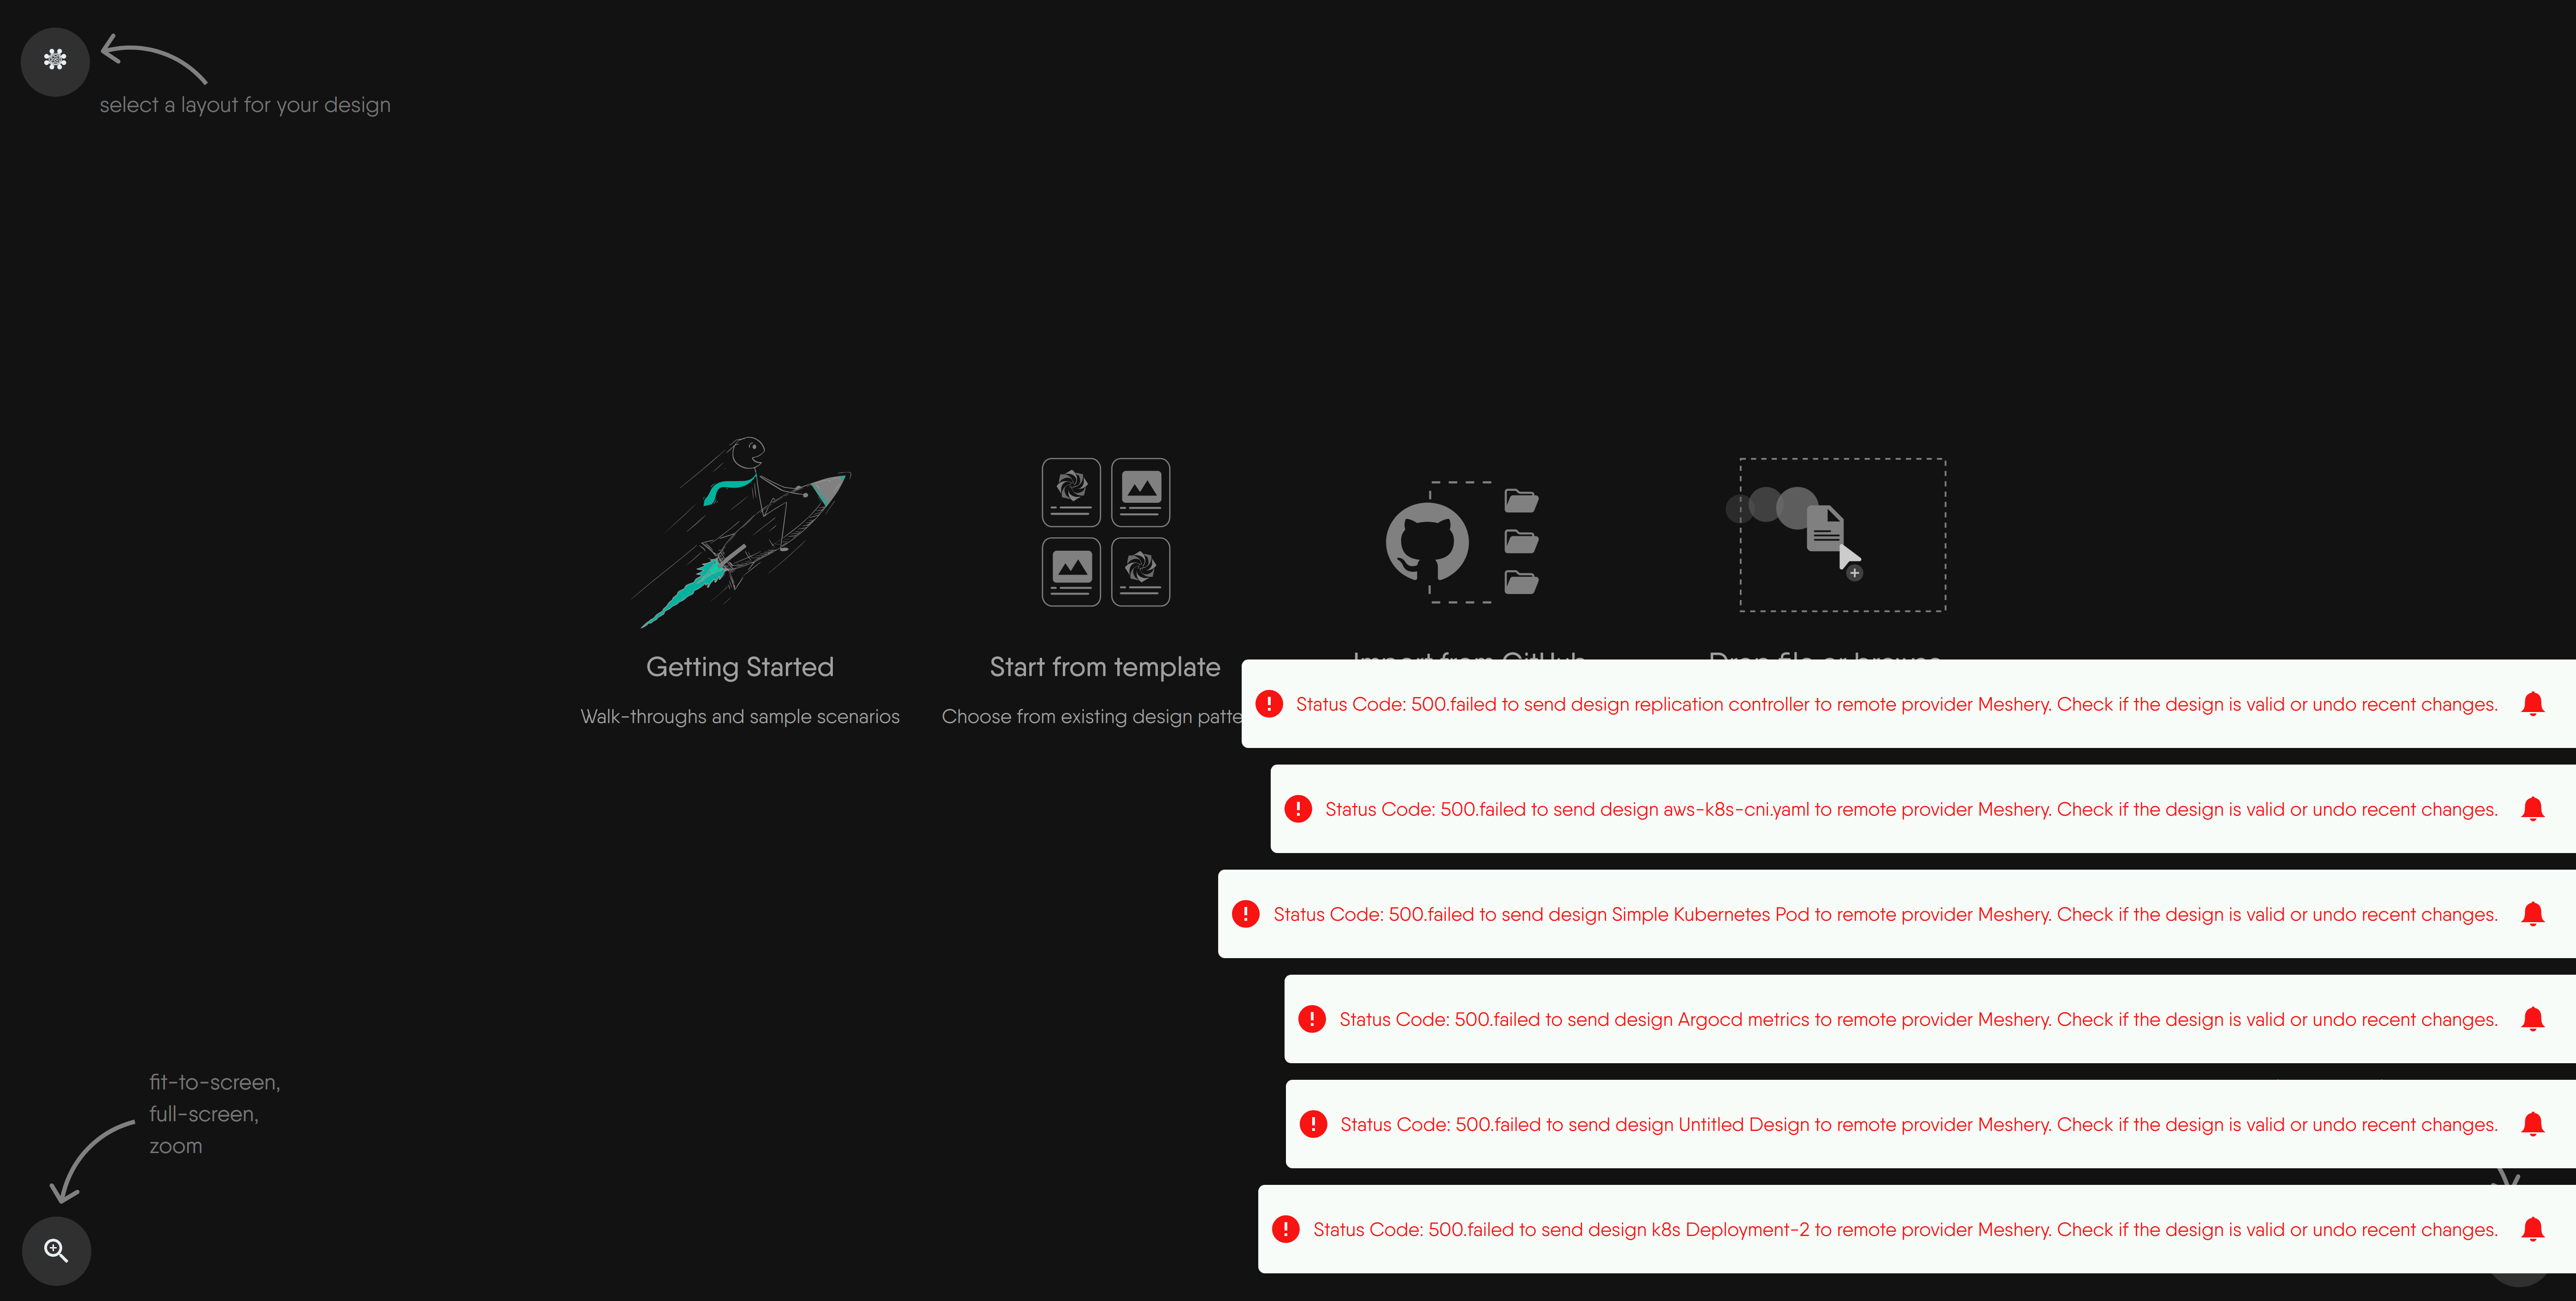 select a layout for your design
Getting Started
Start from template
Import from GitHub
Drop file or browse
Walk-throughs and sample scenarios
Choose from existing design patte
Status Code: 500.failed to send design replication controller to remote provider Meshery. Check if the design is valid or undo recent changes.
Status Code: 500.failed to send design aws-k8s-cni.yaml to remote provider Meshery. Check if the design is valid or undo recent changes.
Status Code: 500.failed to send design Simple Kubernetes Pod to remote provider Meshery. Check if the design is valid or undo recent changes.
Status Code: 500.failed to send design Argocd metrics to remote provider Meshery. Check if the design is valid or undo recent changes.
Status Code: 500.failed to send design Untitled Design to remote provider Meshery. Check if the design is valid or undo recent changes.
Status Code: 500.failed to send design k8s Deployment-2 to remote provider Meshery. Check if the design is valid or undo recent changes.
fit-to-screen,
full-screen,
zoom